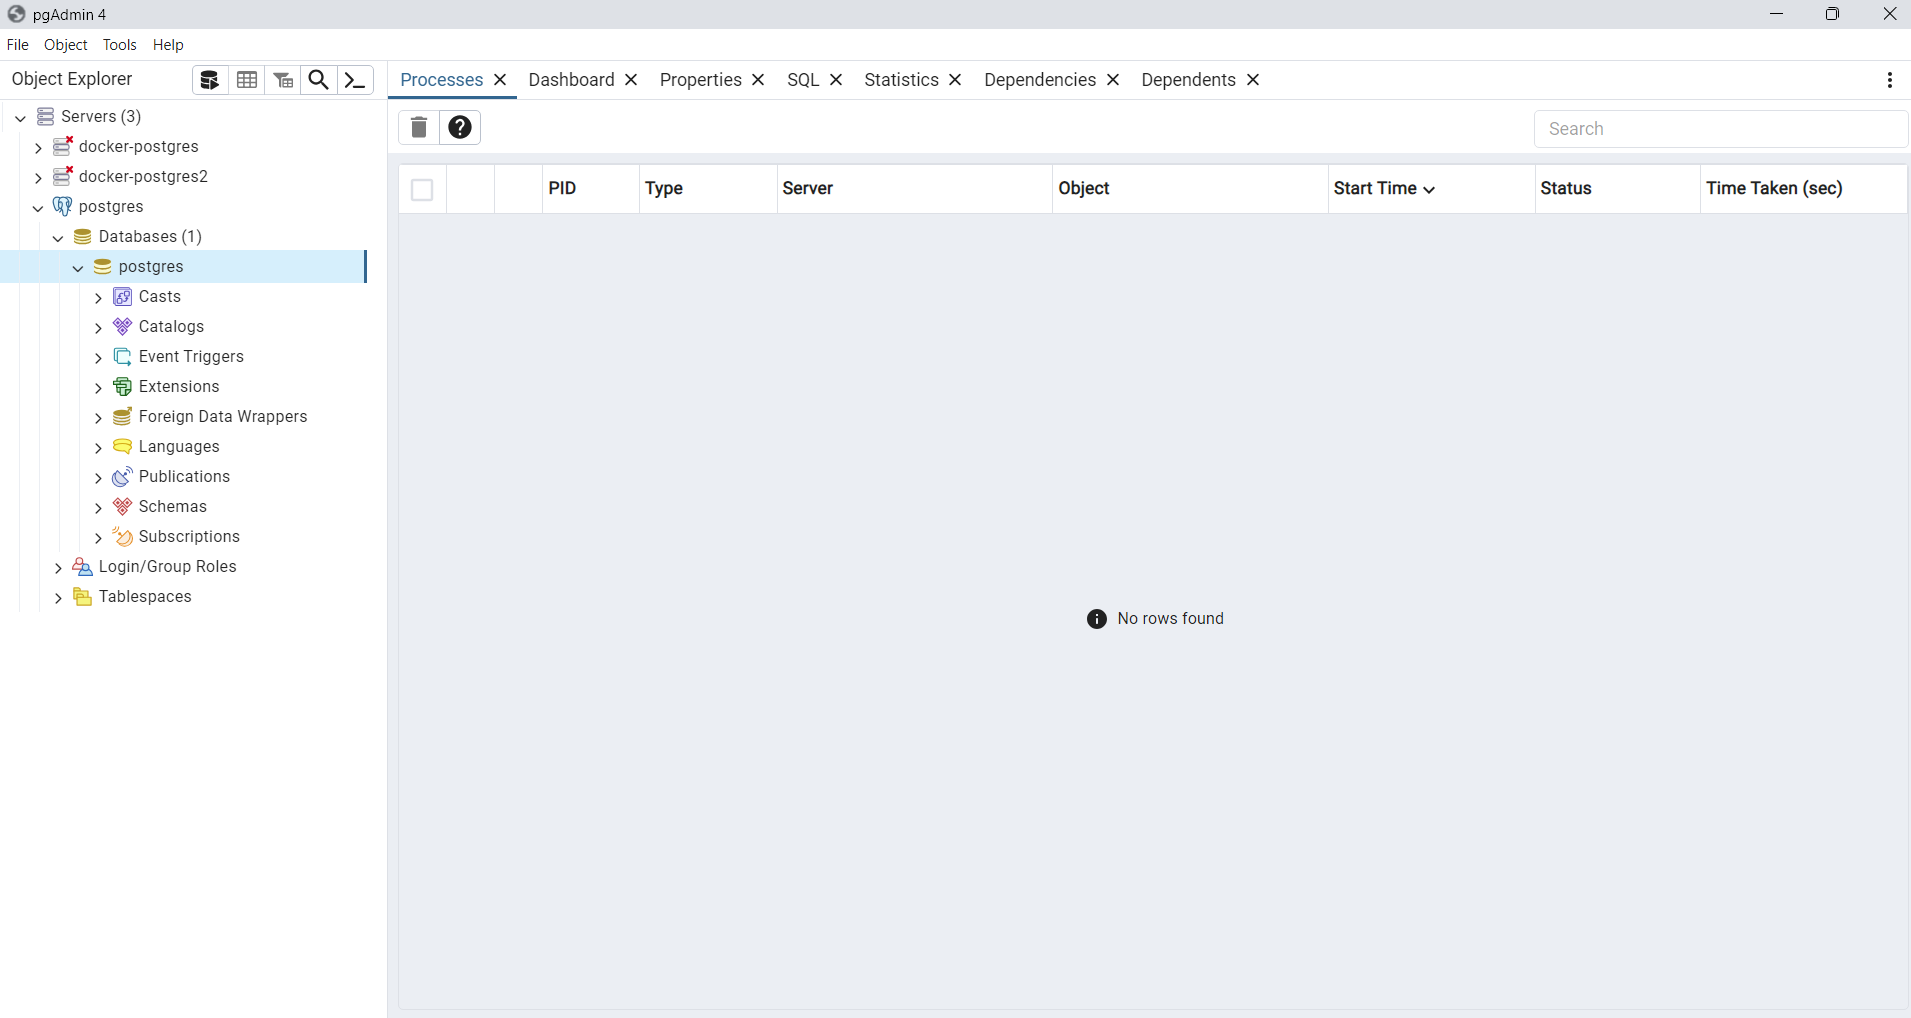 pgAdmin 4
File Object Tools Help
Object Explorer
Processes Dashboard Properties SQL Statistics Dependencies Dependents
Search
PID Type Server Object Start Time Status Time Taken (sec)
Servers (3)
docker-postgres
docker-postgres2
postgres
Databases (1)
postgres
Casts
Catalogs
Event Triggers
Extensions
Foreign Data Wrappers
Languages
Publications
Schemas
Subscriptions
Login/Group Roles
Tablespaces
No rows found